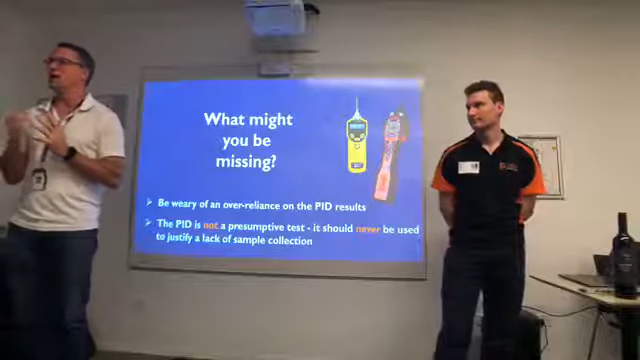 What might
you be
missing?
Be weary of an over-reliance on the PID results
The PID is not a presumptive test - it should never be used
to justify a lack of sample collection